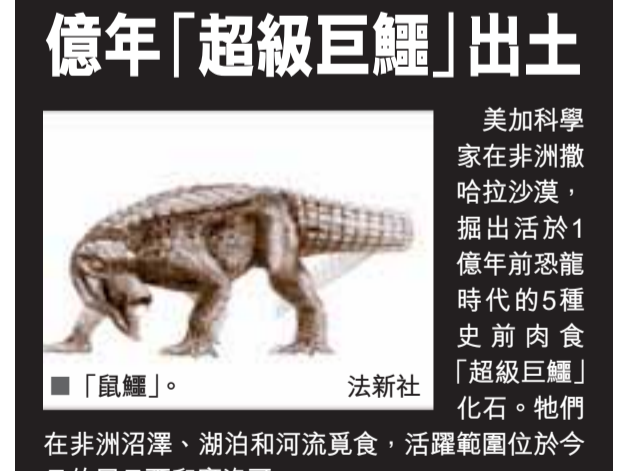 億年「超級巨鱷」出土
美加科學
家在非洲撒
哈拉沙漠，
掘出活於1
億年前恐龍
時代的5種
史前肉食
「超級巨鱷」
化石。牠們
■「鼠鱷」。 法新社
在非洲沼澤、湖泊和河流覓食，活躍範圍位於今